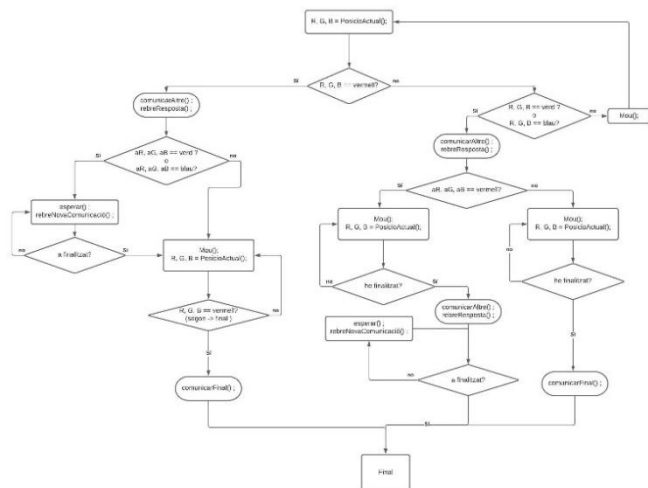 R, G, B = PosicioActual();
R, G, B == vermell?
Sí
no
comunicarAltre() ;
rebreResposta() ;
R, G, B == verd ?
o
R, G, B == blau?
no
Mou();
Sí
aR, aG, aB == verd ?
o
aR, aG, aB == blau?
Sí
no
comunicarAltre() ;
rebreResposta() ;
aR, aG, aB == vermell?
Sí
no
esperar() ;
rebreNovaComunicació() ;
no
a finalitzat?
Sí
Mou();
R, G, B = PosicioActual();
R, G, B == vermell?
(segon -> final )
no
Sí
comunicarFinal() ;
Mou();
R, G, B = PosicioActual();
no
he finalitzat?
Sí
comunicarAltre() ;
rebreResposta() ;
esperar() ;
rebreNovaComunicació() ;
no
a finalitzat?
Sí
Mou();
R, G, B = PosicioActual();
no
he finalitzat?
Sí
comunicarFinal() ;
Final